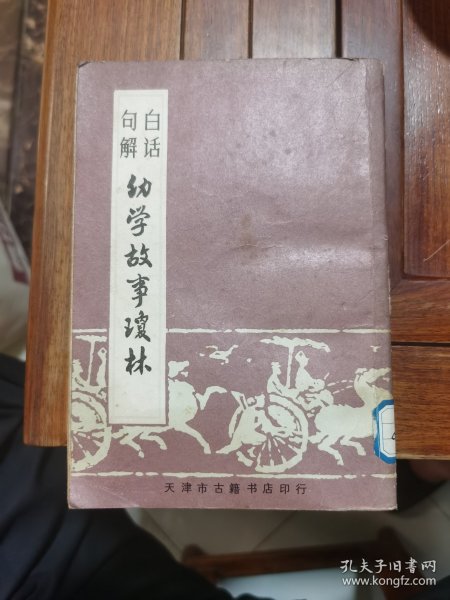 白话
句解
幼学故事琼林
天津市古籍书店印行
孔夫子旧书网
www.kongfz.com